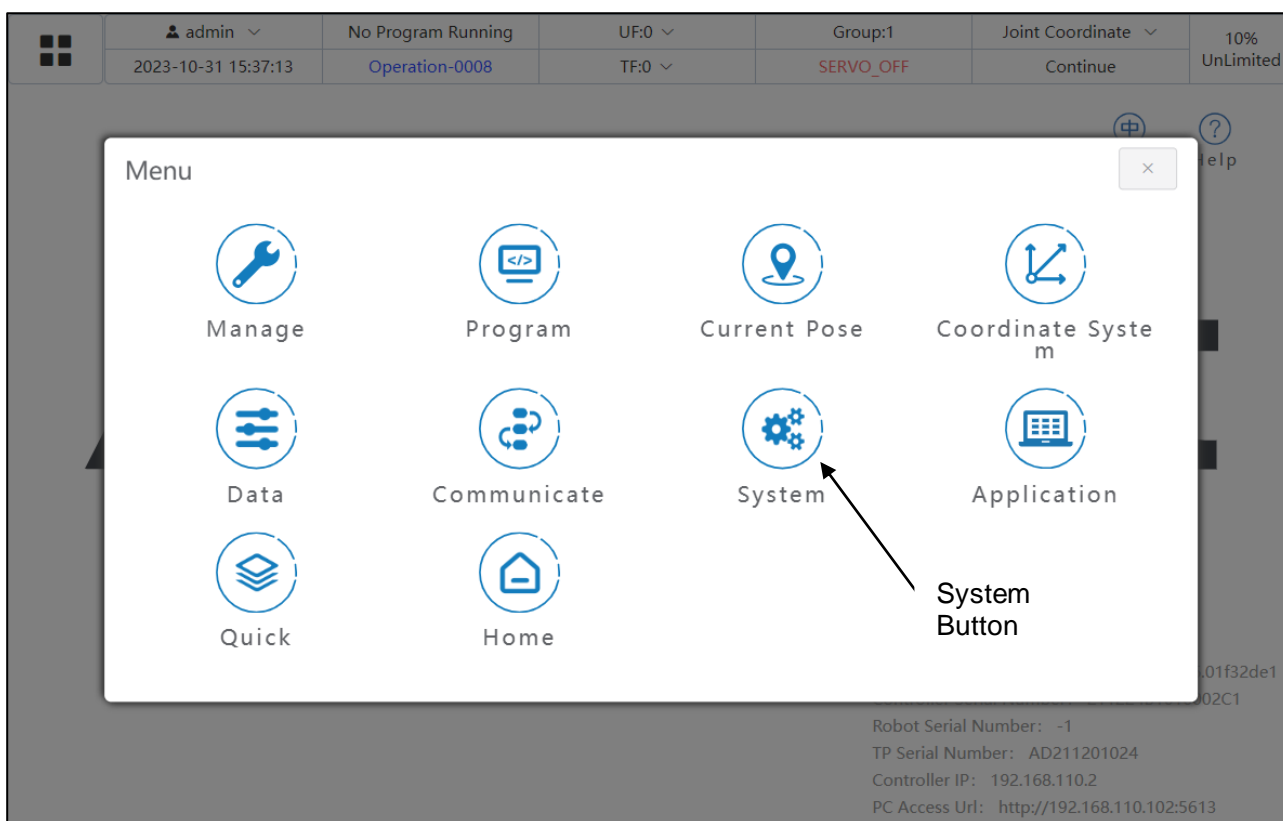 admin
No Program Running
UF:0
Group:1
Joint Coordinate
10%
UnLimited
2023-10-31 15:37:13
Operation-0008
TF:0
SERVO_OFF
Continue
中
?
elp
Menu
×
Manage
</>
Program
Current Pose
Coordinate Syste
m
Data
Communicate
System
Application
Quick
Home
System
Button
.01f32de1
02C1
Robot Serial Number: -1
TP Serial Number: AD211201024
Controller IP: 192.168.110.2
PC Access Url: http://192.168.110.102:5613